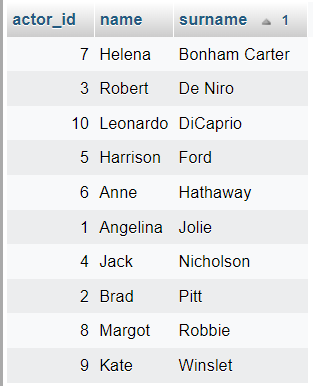 actor_id name surname 1
7 Helena Bonham Carter
3 Robert De Niro
10 Leonardo DiCaprio
5 Harrison Ford
6 Anne Hathaway
1 Angelina Jolie
4 Jack Nicholson
2 Brad Pitt
8 Margot Robbie
9 Kate Winslet